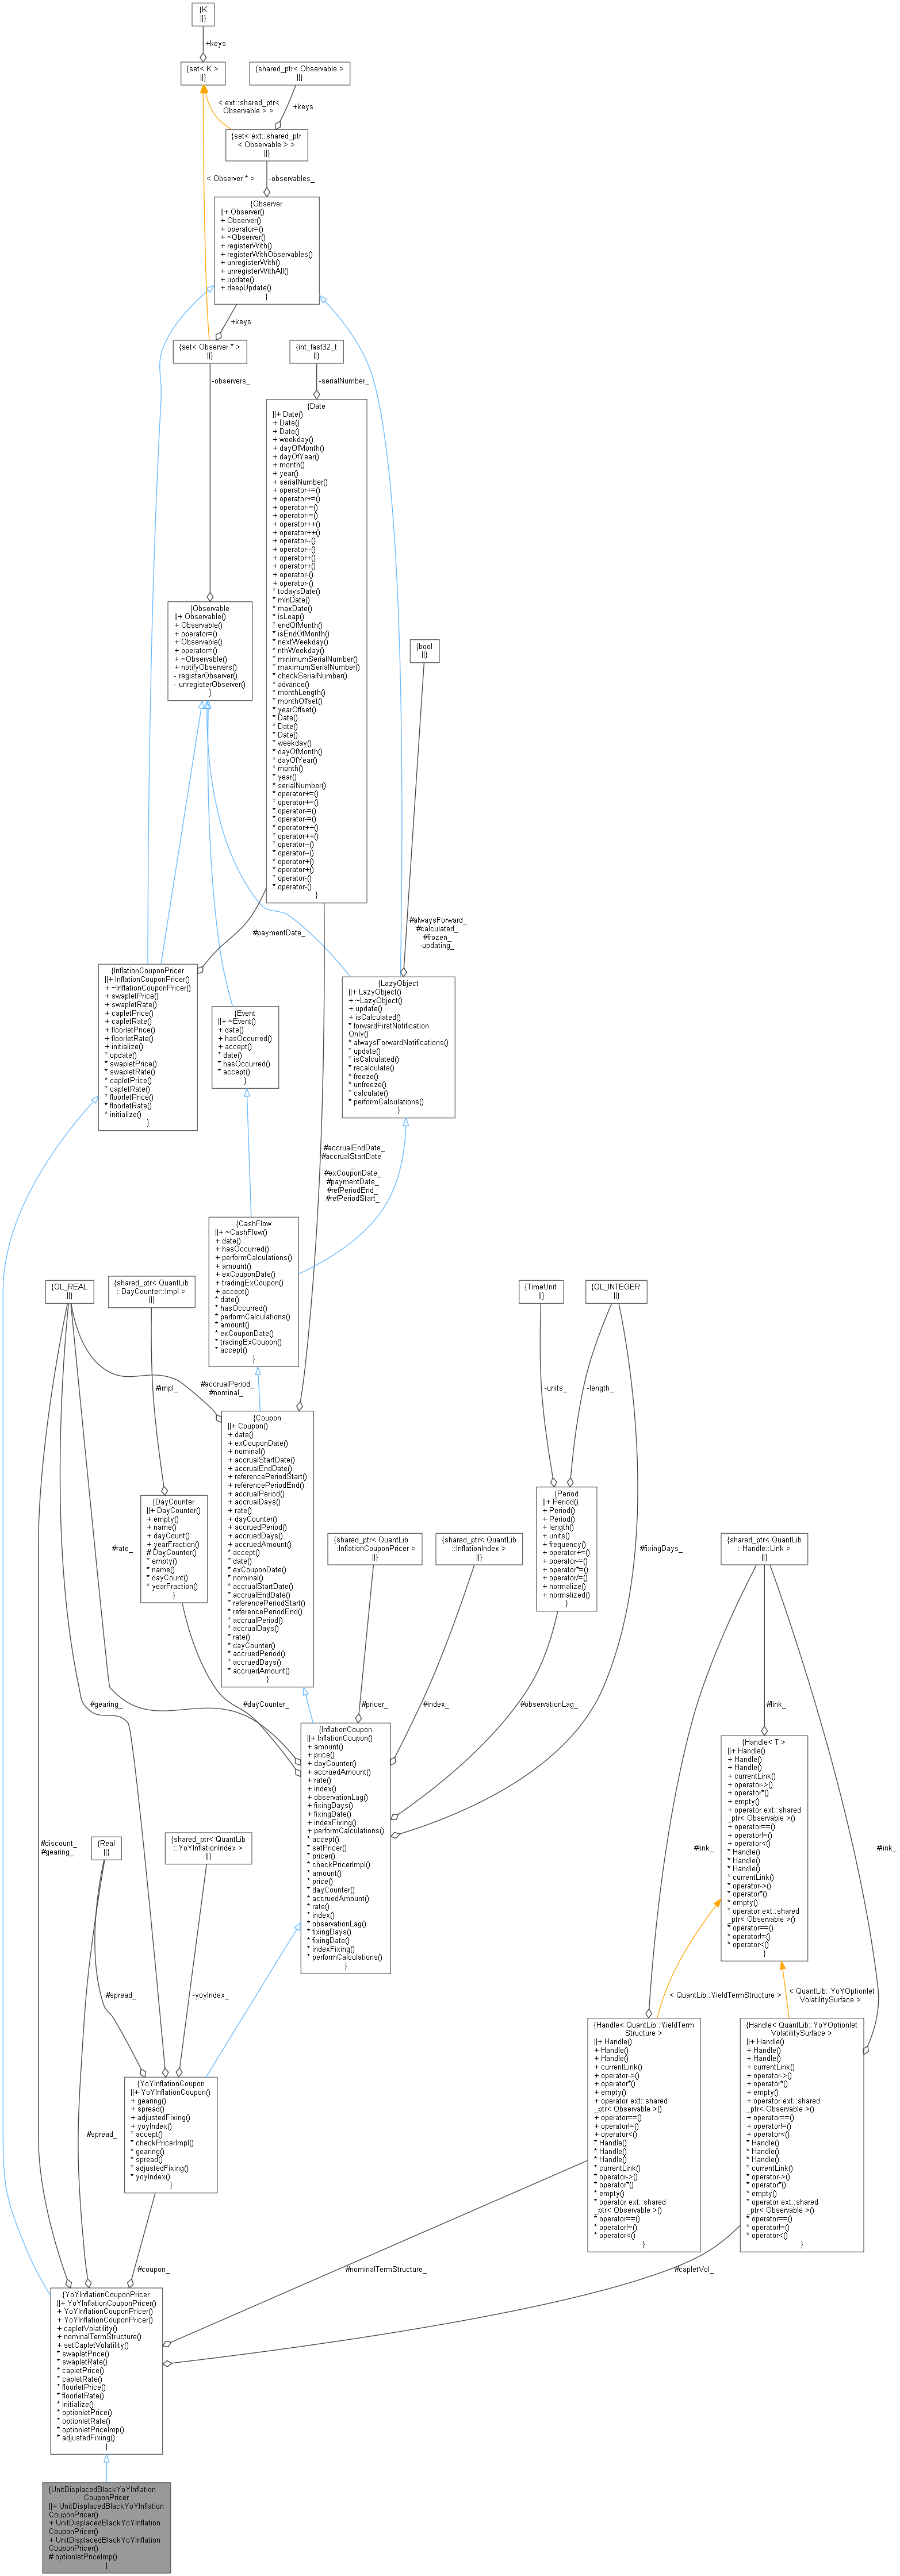 {K
||}
+keys
{set< K >
||}
{shared_ptr< Observable >
||}
< ext::shared_ptr<
Observable > >
+keys
{set< ext::shared_ptr
< Observable > >
||}
< Observer * >
-observables_
{Observer
||+ Observer()
+ Observer()
+ operator=()
+ ~Observer()
+ registerWith()
+ registerWithObservables()
+ unregisterWith()
+ unregisterWithAll()
+ update()
+ deepUpdate()
}
+keys
{set< Observer * >
||}
{int_fast32_t
||}
-observers_
-serialNumber_
{Date
||+ Date()
+ Date()
+ Date()
+ weekday()
+ dayOfMonth()
+ dayOfYear()
+ month()
+ year()
+ serialNumber()
+ operator+=()
+ operator+=()
+ operator-=()
+ operator-=()
+ operator++()
+ operator++()
+ operator--()
+ operator--()
+ operator+()
+ operator+()
+ operator-()
+ operator-()
* todaysDate()
* minDate()
* maxDate()
* isLeap()
* endOfMonth()
* isEndOfMonth()
* nextWeekday()
* nthWeekday()
* minimumSerialNumber()
* maximumSerialNumber()
* checkSerialNumber()
* advance()
* monthLength()
* monthOffset()
* yearOffset()
* Date()
* Date()
* Date()
* weekday()
* dayOfMonth()
* dayOfYear()
* month()
* year()
* serialNumber()
* operator+=()
* operator+=()
* operator-=()
* operator-=()
* operator++()
* operator++()
* operator--()
* operator--()
* operator+()
* operator+()
* operator-()
* operator-()
}
{Observable
||+ Observable()
+ Observable()
+ operator=()
+ Observable()
+ operator=()
+ ~Observable()
+ notifyObservers()
- registerObserver()
- unregisterObserver()
}
{bool
||}
#paymentDate_
#alwaysForward_
#calculated_
#frozen_
-updating_
{InflationCouponPricer
||+ InflationCouponPricer()
+ ~InflationCouponPricer()
+ swapletPrice()
+ swapletRate()
+ capletPrice()
+ capletRate()
+ floorletPrice()
+ floorletRate()
+ initialize()
* update()
* swapletPrice()
* swapletRate()
* capletPrice()
* capletRate()
* floorletPrice()
* floorletRate()
* initialize()
}
{Event
||+ ~Event()
+ date()
+ hasOccurred()
+ accept()
* date()
* hasOccurred()
* accept()
}
{LazyObject
||+ LazyObject()
+ ~LazyObject()
+ update()
+ isCalculated()
* forwardFirstNotification
Only()
* alwaysForwardNotifications()
* update()
* isCalculated()
* recalculate()
* freeze()
* unfreeze()
* calculate()
* performCalculations()
}
#accrualEndDate_
#accrualStartDate
_
#exCouponDate_
#paymentDate_
#refPeriodEnd_
#refPeriodStart_
{CashFlow
||+ ~CashFlow()
+ date()
+ hasOccurred()
+ performCalculations()
+ amount()
+ exCouponDate()
+ tradingExCoupon()
+ accept()
* date()
* hasOccurred()
* performCalculations()
* amount()
* exCouponDate()
* tradingExCoupon()
* accept()
}
{QL_REAL
||}
{shared_ptr< QuantLib
::DayCounter::Impl >
||}
{TimeUnit
||}
{QL_INTEGER
||}
#impl_
#accrualPeriod_
#nominal_
-units_
-length_
{Coupon
||+ Coupon()
+ date()
+ exCouponDate()
+ nominal()
+ accrualStartDate()
+ accrualEndDate()
+ referencePeriodStart()
+ referencePeriodEnd()
+ accrualPeriod()
+ accrualDays()
+ rate()
+ dayCounter()
+ accruedPeriod()
+ accruedDays()
+ accruedAmount()
* accept()
* date()
* exCouponDate()
* nominal()
* accrualStartDate()
* accrualEndDate()
* referencePeriodStart()
* referencePeriodEnd()
* accrualPeriod()
* accrualDays()
* rate()
* dayCounter()
* accruedPeriod()
* accruedDays()
* accruedAmount()
}
{DayCounter
||+ DayCounter()
+ empty()
+ name()
+ dayCount()
+ yearFraction()
# DayCounter()
* empty()
* name()
* dayCount()
* yearFraction()
}
{Period
||+ Period()
+ Period()
+ Period()
+ length()
+ units()
+ frequency()
+ operator+=()
+ operator-=()
+ operator*=()
+ operator/=()
+ normalize()
+ normalized()
}
{shared_ptr< QuantLib
::InflationCouponPricer >
||}
{shared_ptr< QuantLib
::InflationIndex >
||}
{shared_ptr< QuantLib
::Handle::Link >
||}
#rate_
#fixingDays_
#gearing_
#dayCounter_
#pricer_
#index_
#observationLag_
#link_
{InflationCoupon
||+ InflationCoupon()
+ amount()
+ price()
+ dayCounter()
+ accruedAmount()
+ rate()
+ index()
+ observationLag()
+ fixingDays()
+ fixingDate()
+ indexFixing()
+ performCalculations()
* accept()
* setPricer()
* pricer()
* checkPricerImpl()
* amount()
* price()
* dayCounter()
* accruedAmount()
* rate()
* index()
* observationLag()
* fixingDays()
* fixingDate()
* indexFixing()
* performCalculations()
}
{Handle< T >
||+ Handle()
+ Handle()
+ Handle()
+ currentLink()
+ operator->()
+ operator*()
+ empty()
+ operator ext::shared
_ptr< Observable >()
+ operator==()
+ operator!=()
+ operator<()
* Handle()
* Handle()
* Handle()
* currentLink()
* operator->()
* operator*()
* empty()
* operator ext::shared
_ptr< Observable >()
* operator==()
* operator!=()
* operator<()
}
#discount_
#gearing_
{Real
||}
{shared_ptr< QuantLib
::YoYInflationIndex >
||}
#link_
#link_
#spread_
-yoyIndex_
< QuantLib::YieldTermStructure >
< QuantLib::YoYOptionlet
VolatilitySurface >
{YoYInflationCoupon
||+ YoYInflationCoupon()
+ gearing()
+ spread()
+ adjustedFixing()
+ yoyIndex()
* accept()
* checkPricerImpl()
* gearing()
* spread()
* adjustedFixing()
* yoyIndex()
}
{Handle< QuantLib::YieldTerm
Structure >
||+ Handle()
+ Handle()
+ Handle()
+ currentLink()
+ operator->()
+ operator*()
+ empty()
+ operator ext::shared
_ptr< Observable >()
+ operator==()
+ operator!=()
+ operator<()
* Handle()
* Handle()
* Handle()
* currentLink()
* operator->()
* operator*()
* empty()
* operator ext::shared
_ptr< Observable >()
* operator==()
* operator!=()
* operator<()
}
{Handle< QuantLib::YoYOptionlet
VolatilitySurface >
||+ Handle()
+ Handle()
+ Handle()
+ currentLink()
+ operator->()
+ operator*()
+ empty()
+ operator ext::shared
_ptr< Observable >()
+ operator==()
+ operator!=()
+ operator<()
* Handle()
* Handle()
* Handle()
* currentLink()
* operator->()
* operator*()
* empty()
* operator ext::shared
_ptr< Observable >()
* operator==()
* operator!=()
* operator<()
}
#spread_
#coupon_
#nominalTermStructure_
#capletVol_
{YoYInflationCouponPricer
||+ YoYInflationCouponPricer()
+ YoYInflationCouponPricer()
+ YoYInflationCouponPricer()
+ capletVolatility()
+ nominalTermStructure()
+ setCapletVolatility()
* swapletPrice()
* swapletRate()
* capletPrice()
* capletRate()
* floorletPrice()
* floorletRate()
* initialize()
* optionletPrice()
* optionletRate()
* optionletPriceImp()
* adjustedFixing()
}
{UnitDisplacedBlackYoYInflation
CouponPricer
||+ UnitDisplacedBlackYoYInflation
CouponPricer()
+ UnitDisplacedBlackYoYInflation
CouponPricer()
+ UnitDisplacedBlackYoYInflation
CouponPricer()
# optionletPriceImp()
}